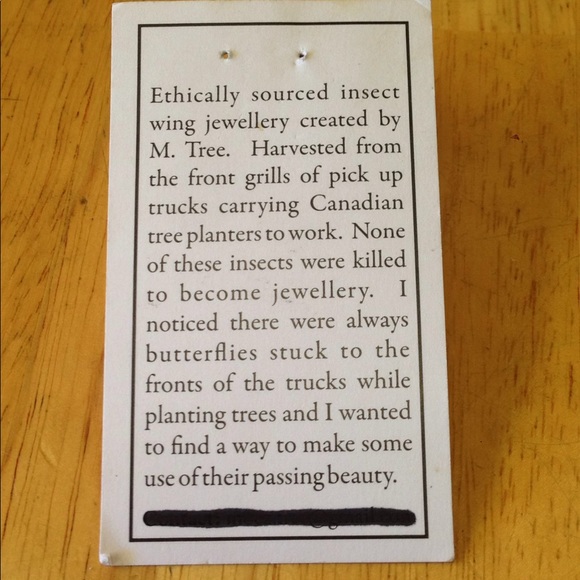 Ethically sourced insect
wing jewellery created by
M. Tree. Harvested from
the front grills of pick up
trucks carrying Canadian
tree planters to work. None
of these insects were killed
to become jewellery. I
noticed there were always
butterflies stuck to the
fronts of the trucks while
planting trees and I wanted
to find a way to make some
use of their passing beauty.